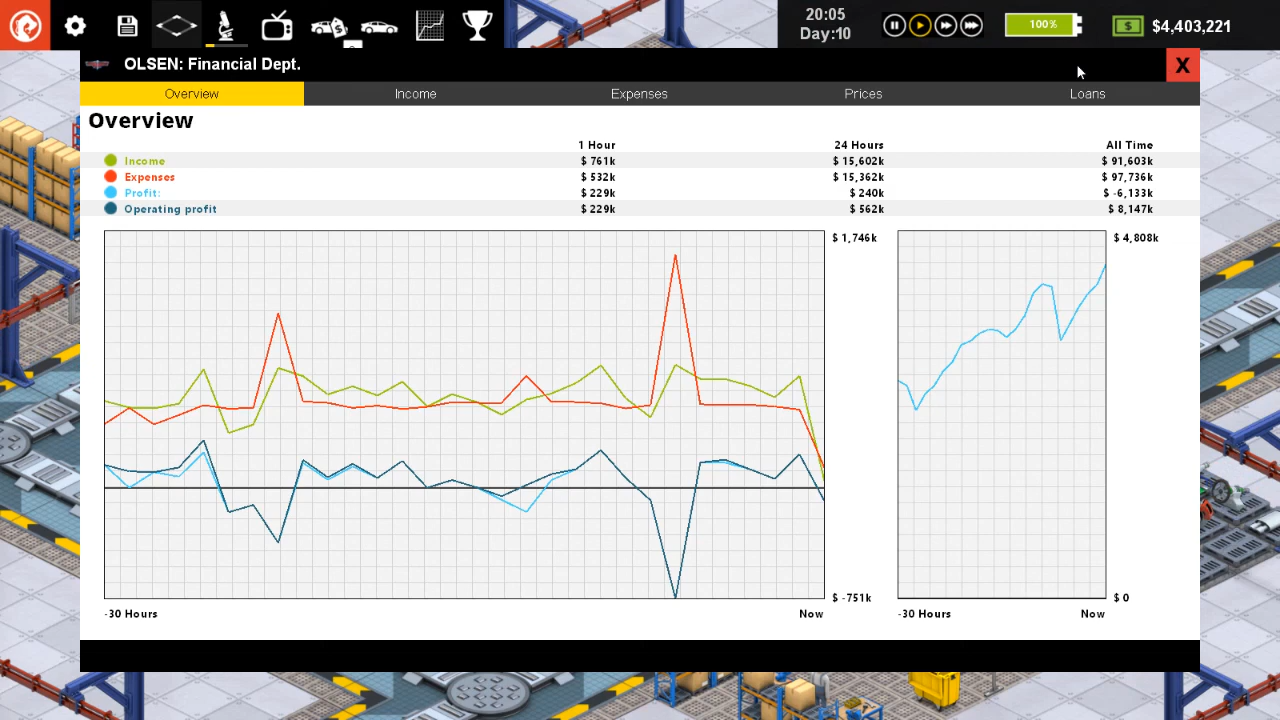 20:05
Day:10
100%
$4,403,221
OLSEN: Financial Dept.
X
Overview Income Expenses Prices Loans
Overview
1 Hour 24 Hours All Time
Income $ 761k $ 15,602k $ 91,603k
Expenses $ 532k $ 15,362k $ 97,736k
Profit: $ 229k $ 240k $ -6,133k
Operating profit $ 229k $ 562k $ 8,147k
$ 1,746k $ 4,808k
$ -751k $ 0
-30 Hours Now -30 Hours Now